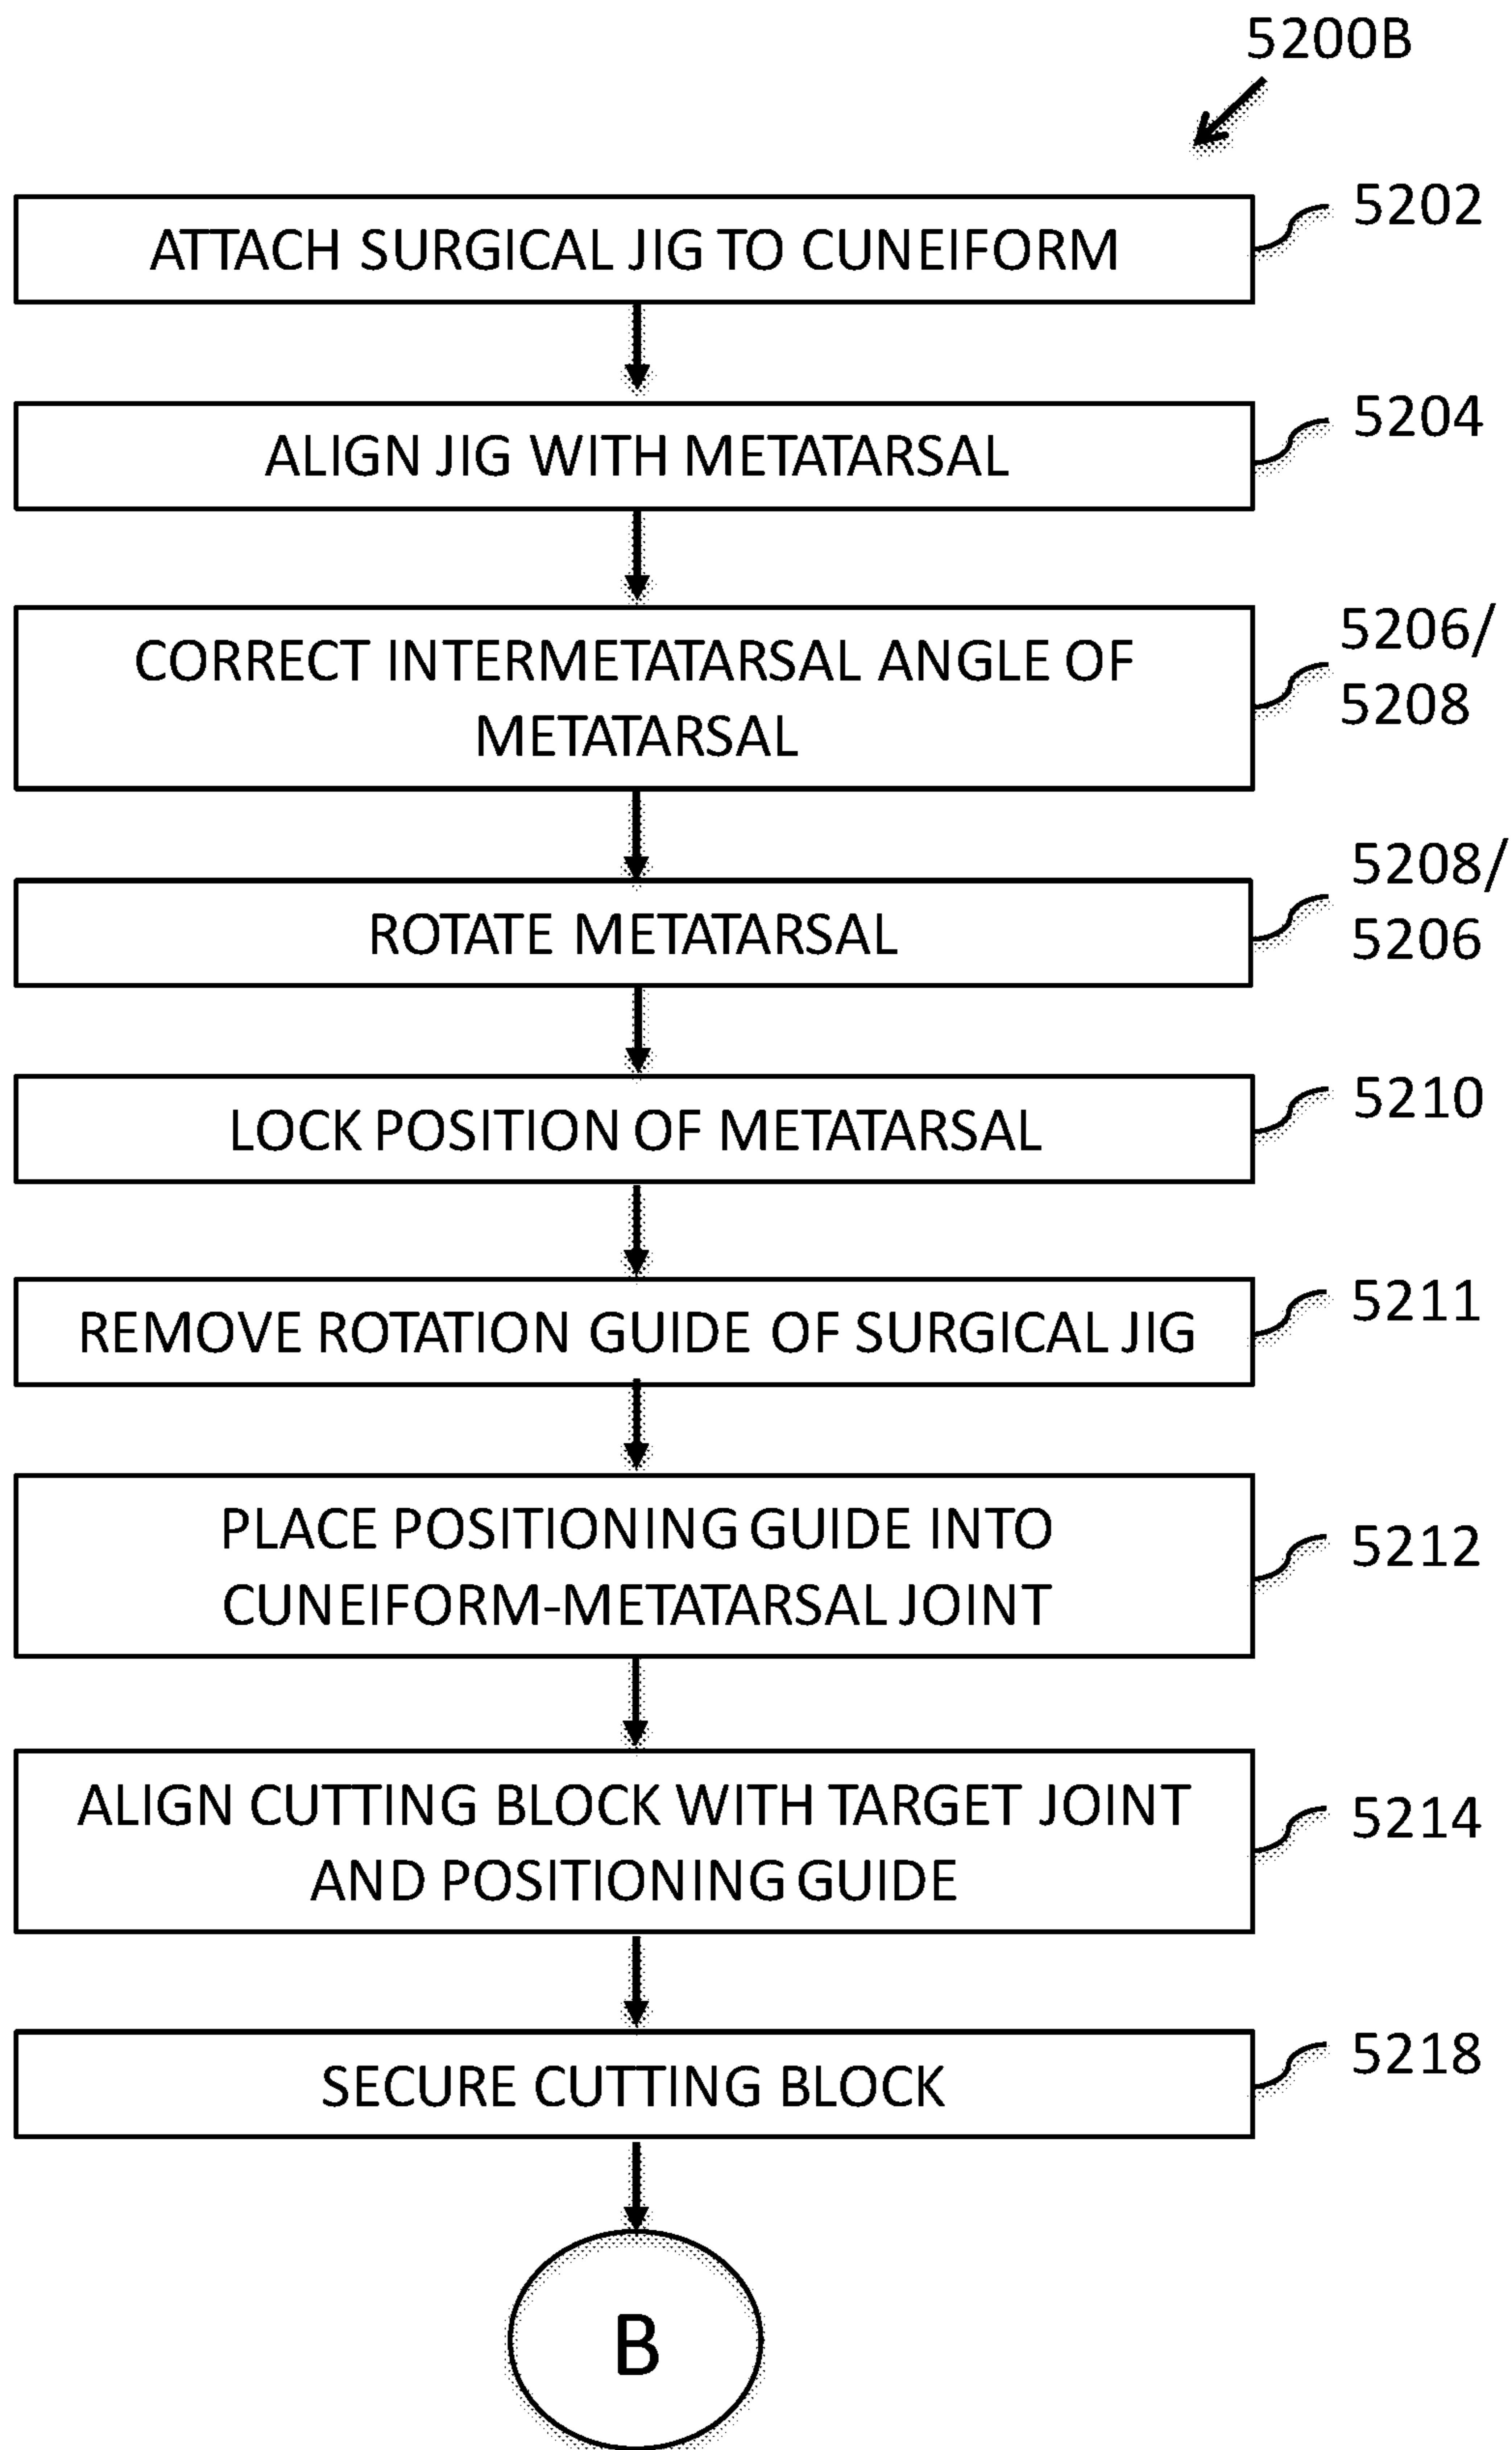 5200B
ATTACH SURGICAL JIG TO CUNEIFORM
5202
ALIGN JIG WITH METATARSAL
5204
CORRECT INTERMETATARSAL ANGLE OF
METATARSAL
5206/
5208
ROTATE METATARSAL
5208/
5206
LOCK POSITION OF METATARSAL
5210
REMOVE ROTATION GUIDE OF SURGICAL JIG
5211
PLACE POSITIONING GUIDE INTO
CUNEIFORM-METATARSAL JOINT
5212
ALIGN CUTTING BLOCK WITH TARGET JOINT
AND POSITIONING GUIDE
5214
SECURE CUTTING BLOCK
5218
B